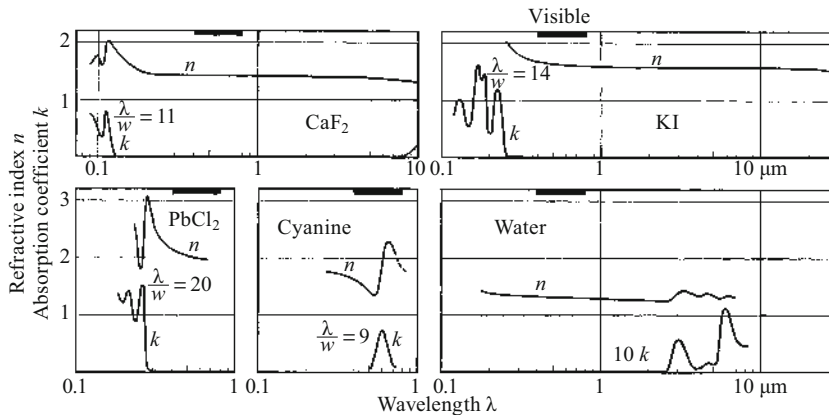 Visible
Refractive index n
Absorption coefficient k
2
1
n
λ/w = 11
k
CaF₂
0.1
1
10
n
λ/w = 14
k
KI
0.1
1
10 μm
3
2
1
PbCl₂
n
λ/w = 20
k
0.1
1
Cyanine
n
λ/w = 9
k
0.1
1
Water
n
10 k
0.1
1
10 μm
Wavelength λ